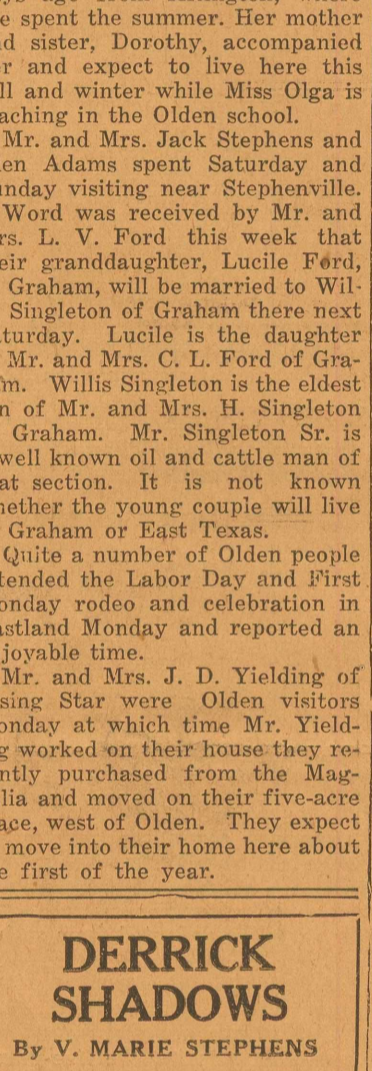 e spent the summer. Her mother
d sister, Dorothy, accompanied
r and expect to live here this
ll and winter while Miss Olga is
aching in the Olden school.
Mr. and Mrs. Jack Stephens and
en Adams spent Saturday and
unday visiting near Stephenville.
Word was received by Mr. and
rs. L. V. Ford this week that
eir granddaughter, Lucile Ford,
Graham, will be married to Wil-
Singleton of Graham there next
aturday. Lucile is the daughter
Mr. and Mrs. C. L. Ford of Gra-
m. Willis Singleton is the eldest
n of Mr. and Mrs. H. Singleton
Graham. Mr. Singleton Sr. is
well known oil and cattle man of
at section. It is not known
hether the young couple will live
Graham or East Texas.
Quite a number of Olden people
tended the Labor Day and First
onday rodeo and celebration in
astland Monday and reported an
joyable time.
Mr. and Mrs. J. D. Yielding of
sing Star were Olden visitors
onday at which time Mr. Yield-
g worked on their house they re-
ntly purchased from the Mag-
lia and moved on their five-acre
ace, west of Olden. They expect
move into their home here about
e first of the year.
DERRICK
SHADOWS
By V. MARIE STEPHENS